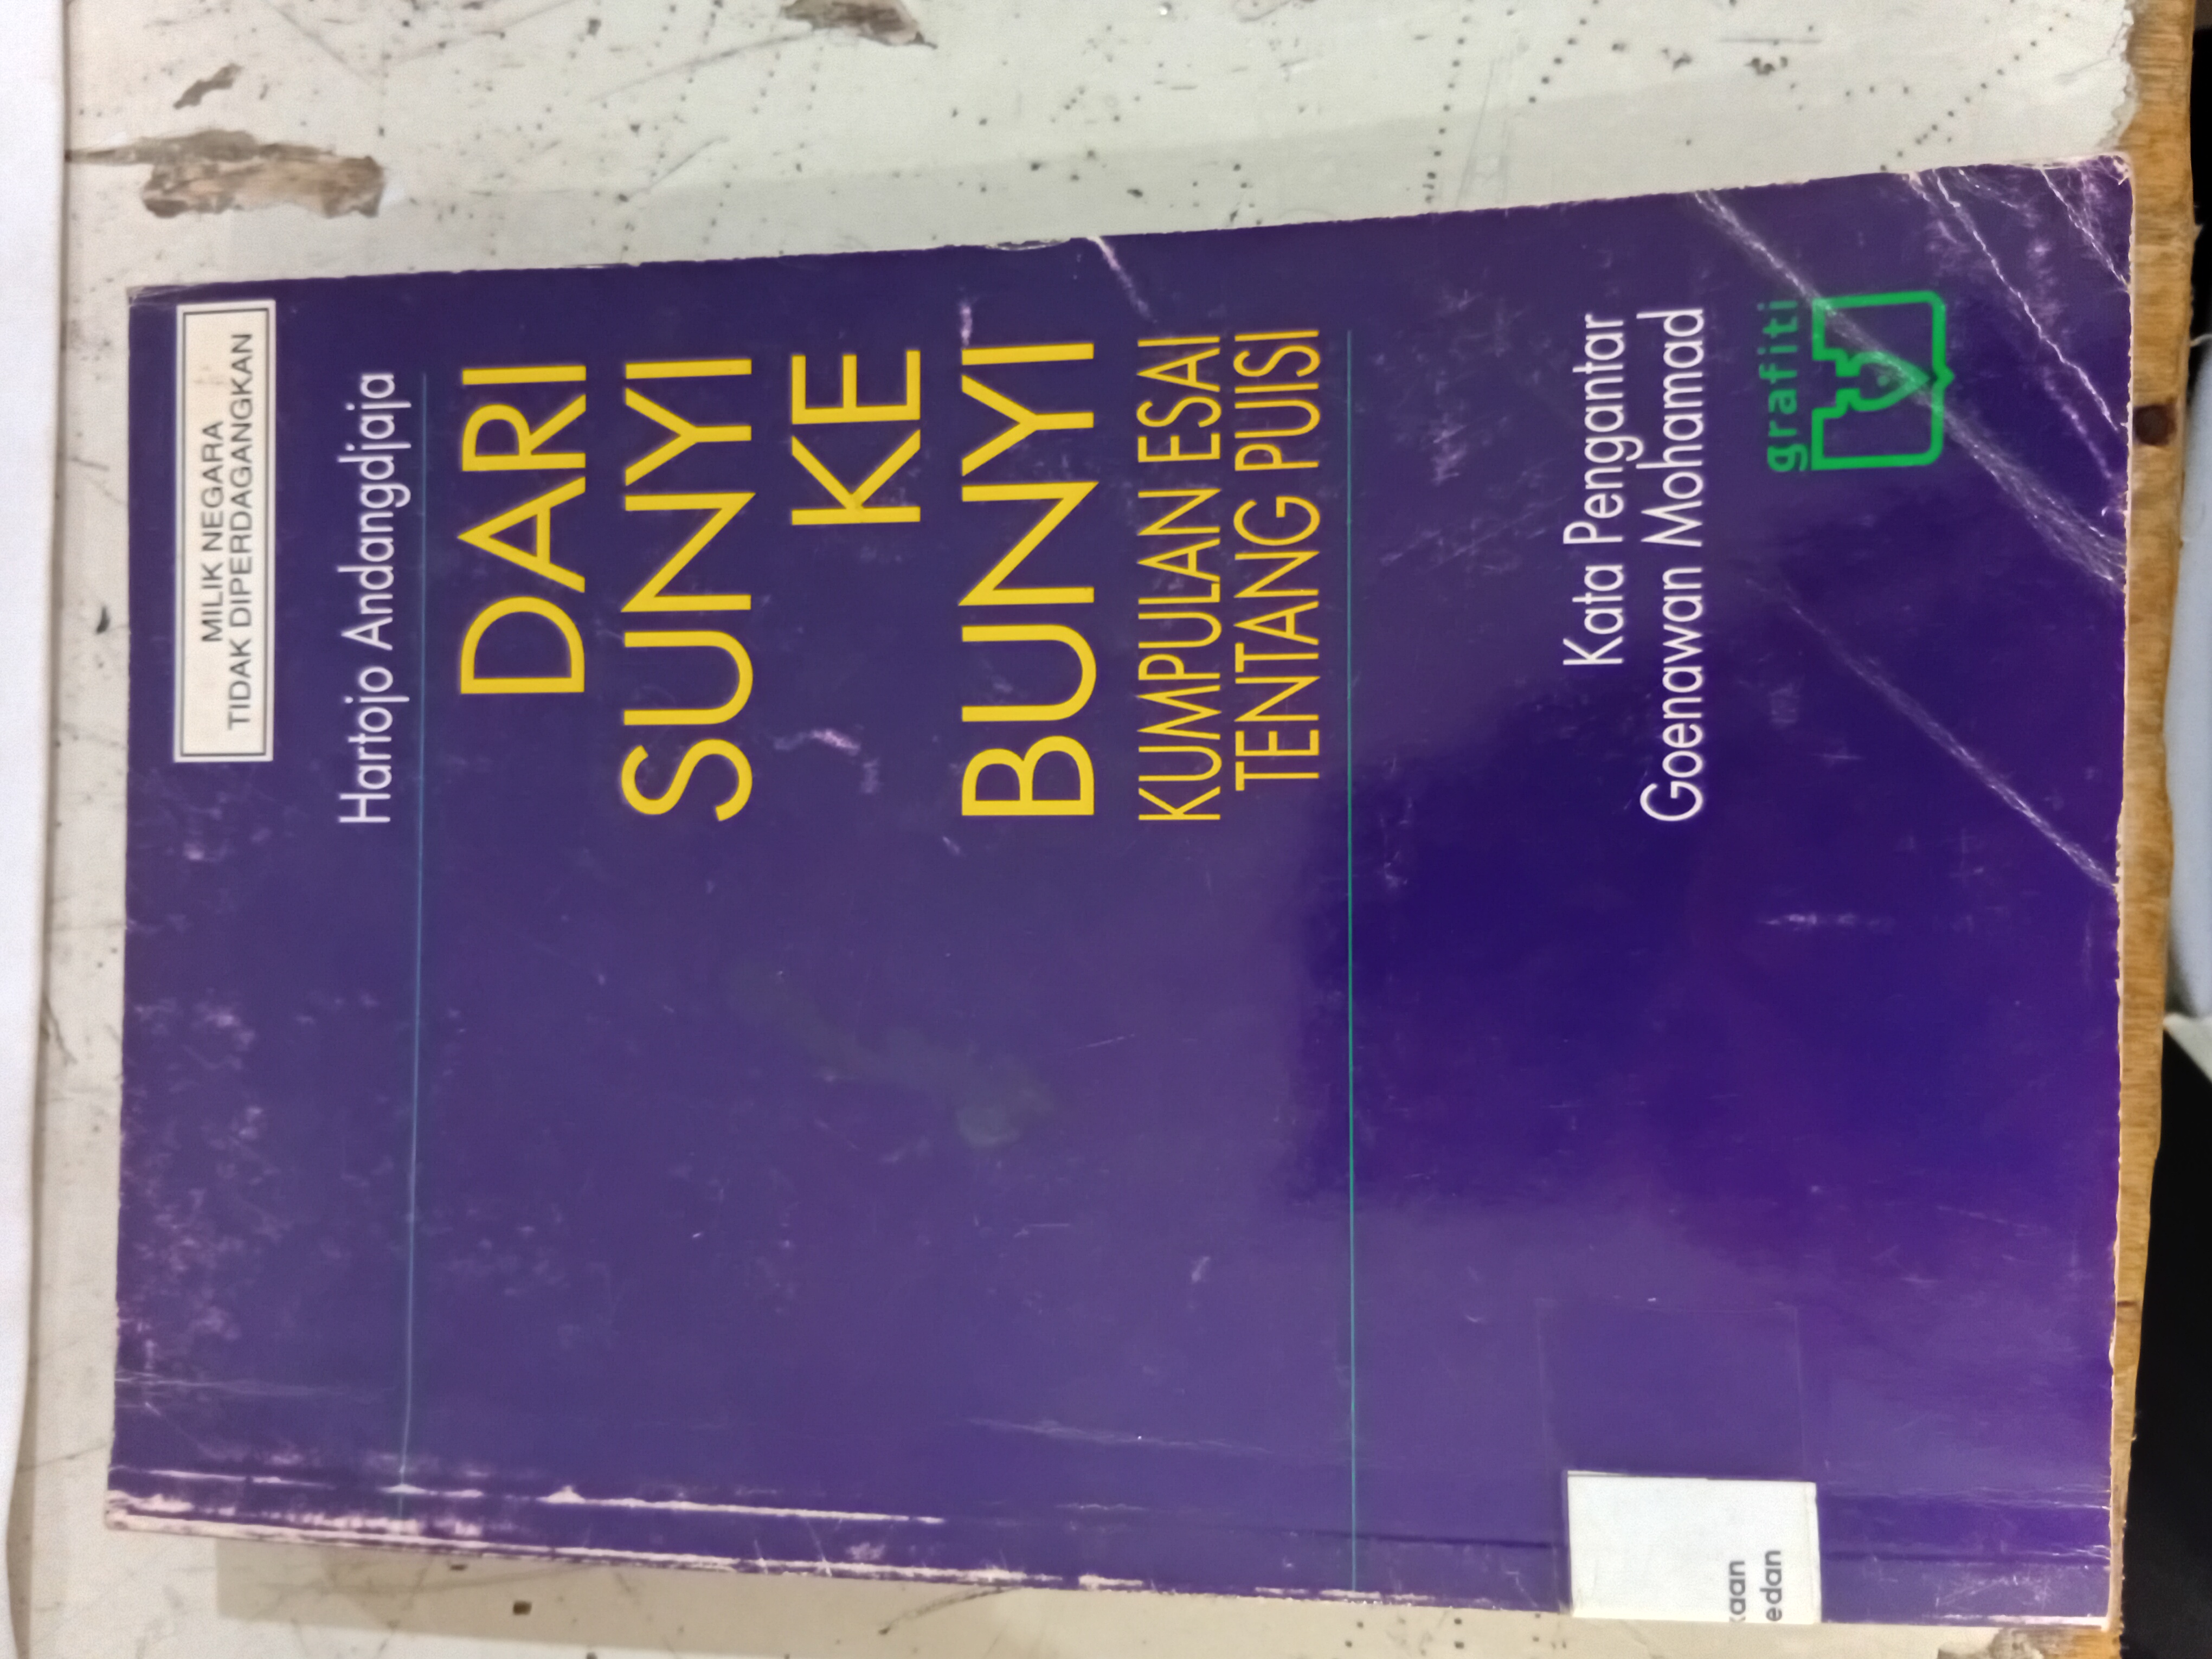 MILIK NEGARA
TIDAK DIPERDAGANGKAN
Hartojo Andangdjaja
DARI
SUNYI
KE
BUNYI
KUMPULAN ESAI
TENTANG PUISI
Kata Pengantar
Goenawan Mohamad
grafiti
kaan
edan